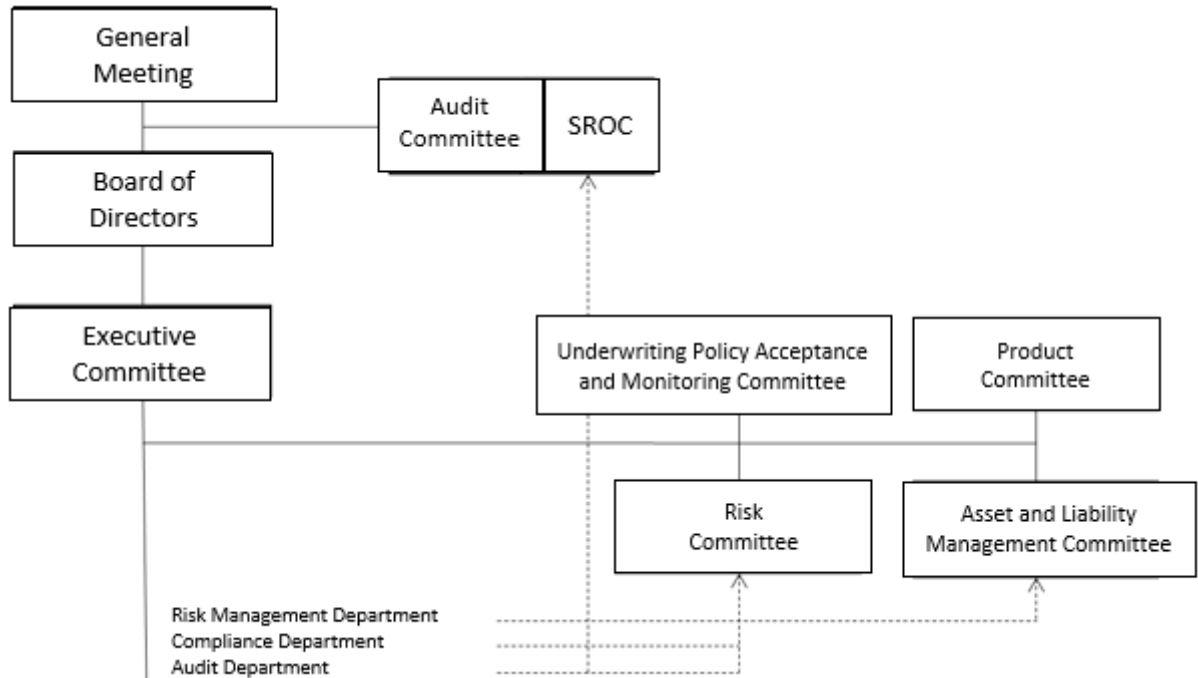 General
Meeting
Audit
Committee
SROC
Board of
Directors
Executive
Committee
Underwriting Policy Acceptance
and Monitoring Committee
Product
Committee
Risk
Committee
Asset and Liability
Management Committee
Risk Management Department
Compliance Department
Audit Department